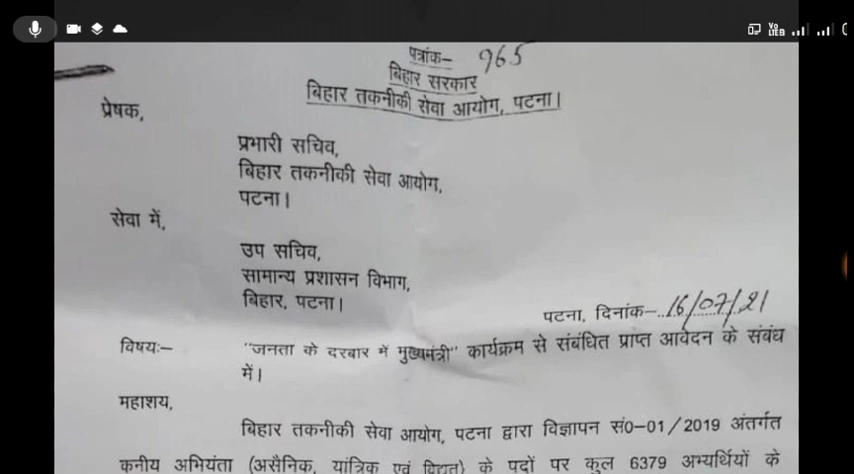 Vo
LTE
पत्रांक- 965
बिहार सरकार
बिहार तकनीकी सेवा आयोग, पटना।
प्रेषक,
प्रभारी सचिव,
बिहार तकनीकी सेवा आयोग,
पटना।
सेवा में,
उप सचिव,
सामान्य प्रशासन विभाग,
बिहार, पटना।
पटना, दिनांक-..16/07/21
विषयः- "जनता के दरबार में मुख्यमंत्री" कार्यक्रम से संबंधित प्राप्त आवेदन के संबंध
में।
महाशय,
बिहार तकनीकी सेवा आयोग, पटना द्वारा विज्ञापन सं0-01/2019 अंतर्गत
कनीय अभियंता (असैनिक, यांत्रिक एवं विद्युत) के पदों पर कुल 6379 अभ्यर्थियों के